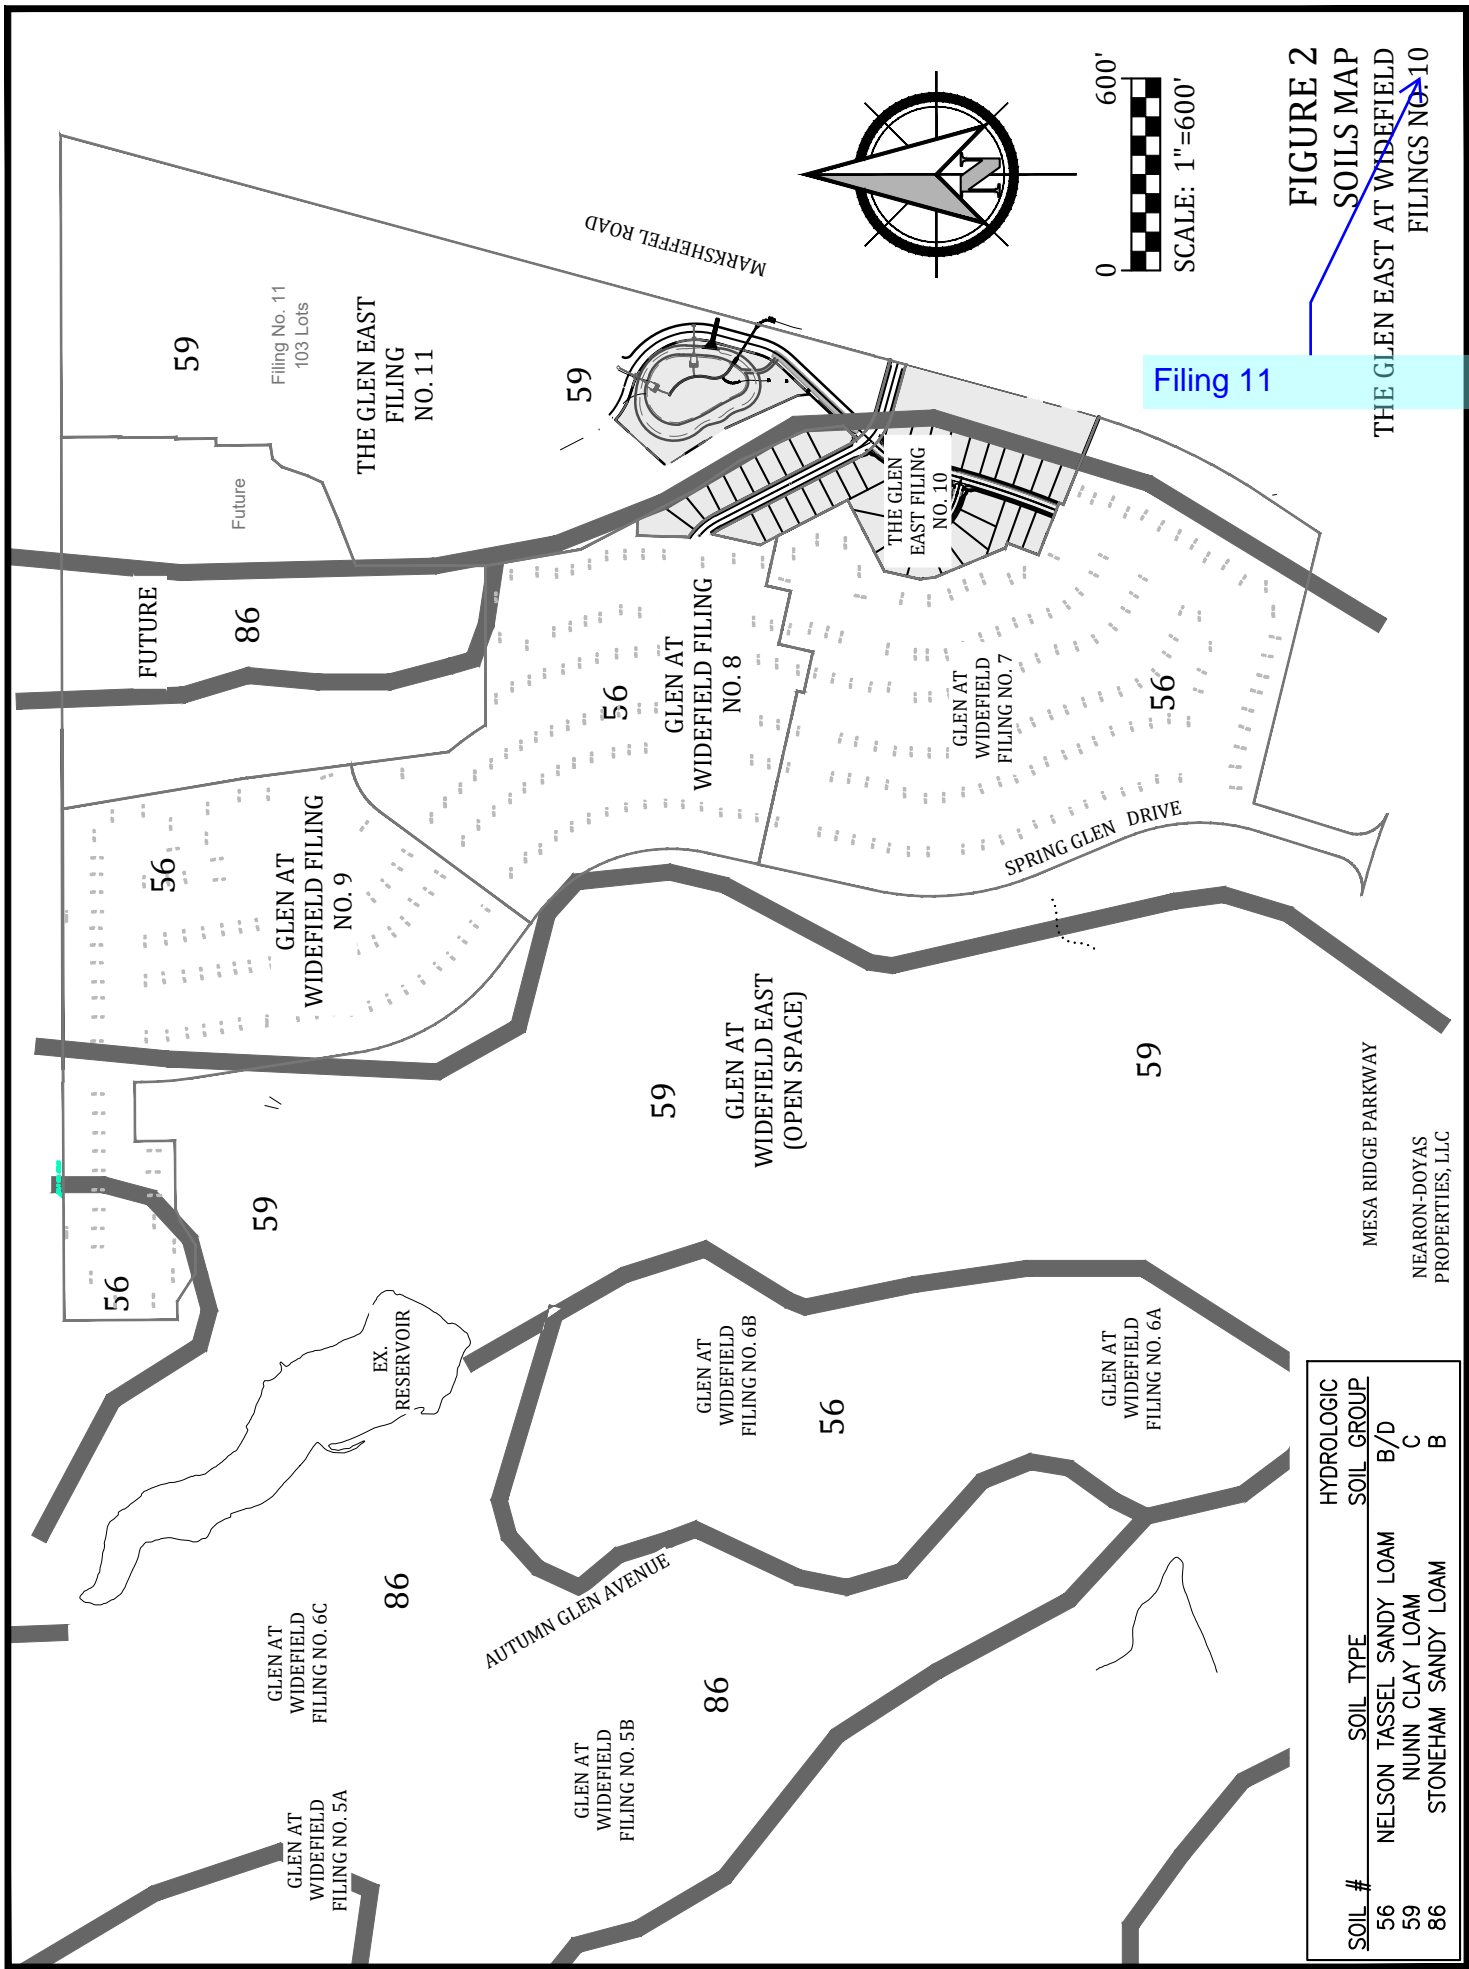 FIGURE 2
SOILS MAP
THE GLEN EAST AT WIDEFIELD
FILINGS NO. 10
Filing 11
0
600'
SCALE: 1"=600'
N
MARKSHEFFEL ROAD
59
Filing No. 11
103 Lots
THE GLEN EAST
FILING
NO. 11
Future
59
THE GLEN
EAST FILING
NO. 10
FUTURE
86
56
GLEN AT
WIDEFIELD FILING
NO. 8
GLEN AT
WIDEFIELD
FILING NO. 7
56
SPRING GLEN DRIVE
56
GLEN AT
WIDEFIELD FILING
NO. 9
GLEN AT
WIDEFIELD EAST
(OPEN SPACE)
59
59
59
56
MESA RIDGE PARKWAY
NEARON-DOYAS
PROPERTIES, LLC
EX.
RESERVOIR
GLEN AT
WIDEFIELD
FILING NO. 6B
56
GLEN AT
WIDEFIELD
FILING NO. 6A
86
AUTUMN GLEN AVENUE
GLEN AT
WIDEFIELD
FILING NO. 6C
86
GLEN AT
WIDEFIELD
FILING NO. 5B
GLEN AT
WIDEFIELD
FILING NO. 5A
HYDROLOGIC
SOIL # SOIL TYPE SOIL GROUP
56 NELSON TASSEL SANDY LOAM B/D
59 NUNN CLAY LOAM C
86 STONEHAM SANDY LOAM B